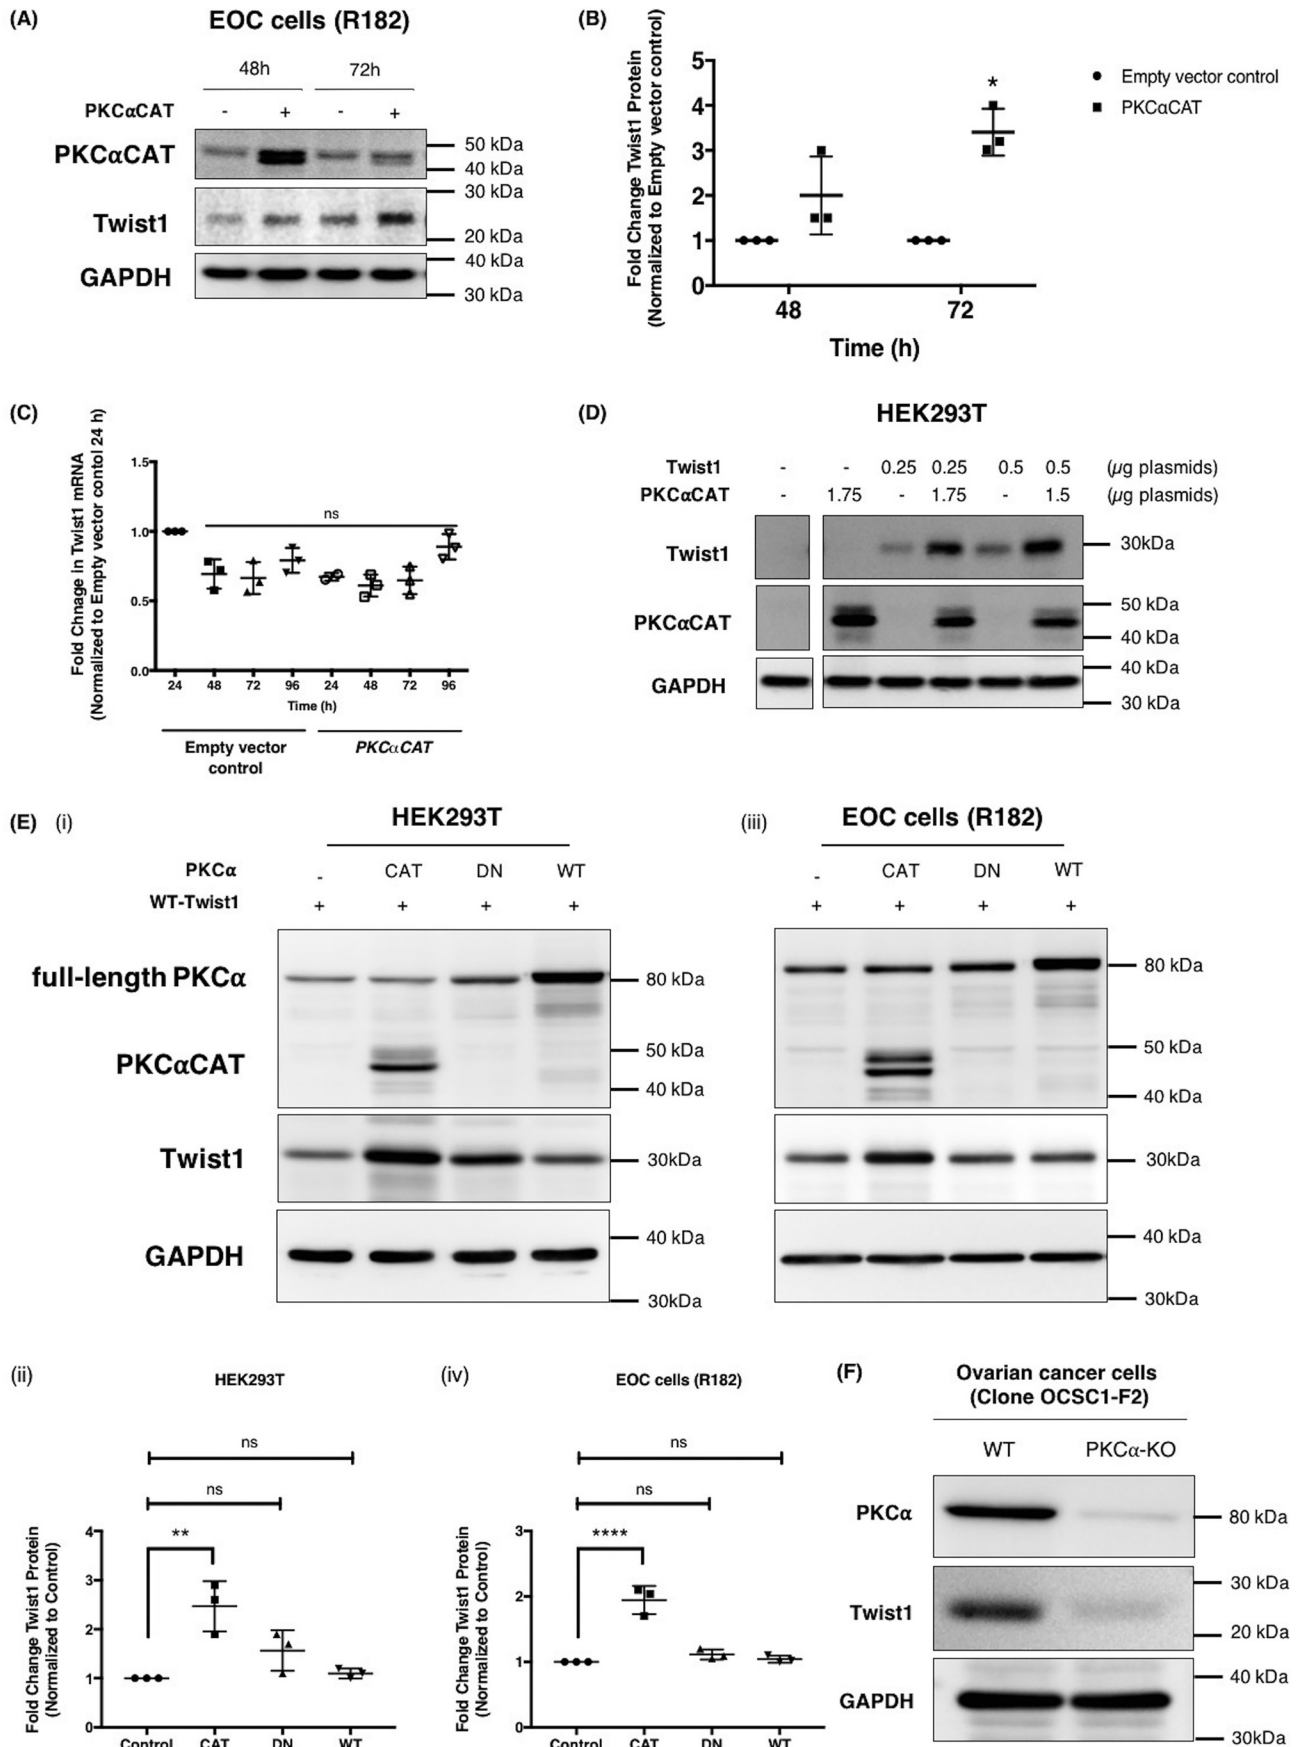 (A)
EOC cells (R182)
48h 72h
PKCαCAT - + - +
PKCαCAT
50 kDa
40 kDa
Twist1
30 kDa
20 kDa
GAPDH
40 kDa
30 kDa
(B)
Fold Change Twist1 Protein
(Normalized to Empty vector control)
5
4
3
2
1
0
*
48 72
Time (h)
Empty vector control
PKCαCAT
(C)
Fold Chnage in Twist1 mRNA
(Normalized to Empty vector contol 24 h)
1.5
1.0
0.5
0.0
ns
24 48 72 96 24 48 72 96
Time (h)
Empty vector
control
PKCαCAT
(D)
HEK293T
Twist1 - - 0.25 0.25 0.5 0.5 (µg plasmids)
PKCαCAT - 1.75 - 1.75 - 1.5 (µg plasmids)
Twist1
30kDa
PKCαCAT
50 kDa
40 kDa
GAPDH
40 kDa
30 kDa
(E) (i)
HEK293T
PKCα - CAT DN WT
WT-Twist1 + + + +
full-length PKCα
80 kDa
PKCαCAT
50 kDa
40 kDa
Twist1
30kDa
GAPDH
40 kDa
30kDa
(iii)
EOC cells (R182)
- CAT DN WT
+ + + +
80 kDa
50 kDa
40 kDa
30kDa
40 kDa
30kDa
(ii)
HEK293T
Fold Change Twist1 Protein
(Normalized to Control)
4
3
2
1
0
ns
ns
**
Control CAT DN WT
(iv)
EOC cells (R182)
Fold Change Twist1 Protein
(Normalized to Control)
3
2
1
0
ns
ns
****
Control CAT DN WT
(F)
Ovarian cancer cells
(Clone OCSC1-F2)
WT PKCα-KO
PKCα
80 kDa
Twist1
30 kDa
20 kDa
GAPDH
40 kDa
30kDa